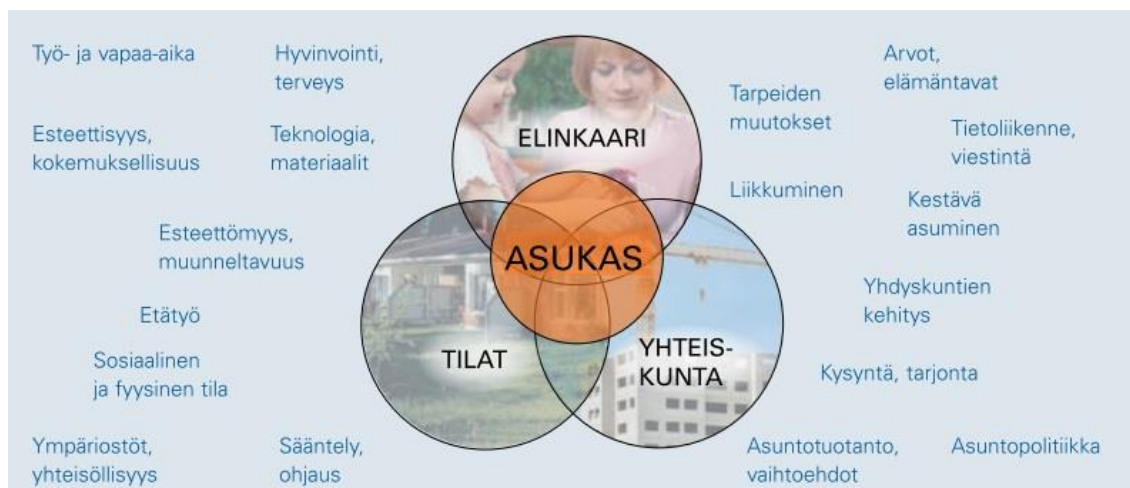 Työ- ja vapaa-aika
Hyvinvointi,
terveys
Esteettisyys,
kokemuksellisuus
Teknologia,
materiaalit
Esteettömyys,
muunneltavuus
Etätyö
Sosiaalinen
ja fyysinen tila
Ympäriostöt,
yhteisöllisyys
Sääntely,
ohjaus
ELINKAARI
ASUKAS
TILAT
YHTEIS-
KUNTA
Arvot,
elämäntavat
Tarpeiden
muutokset
Tietoliikenne,
viestintä
Liikkuminen
Kestävä
asuminen
Yhdyskuntien
kehitys
Kysyntä, tarjonta
Asuntotuotanto,
vaihtoehdot
Asuntopolitiikka